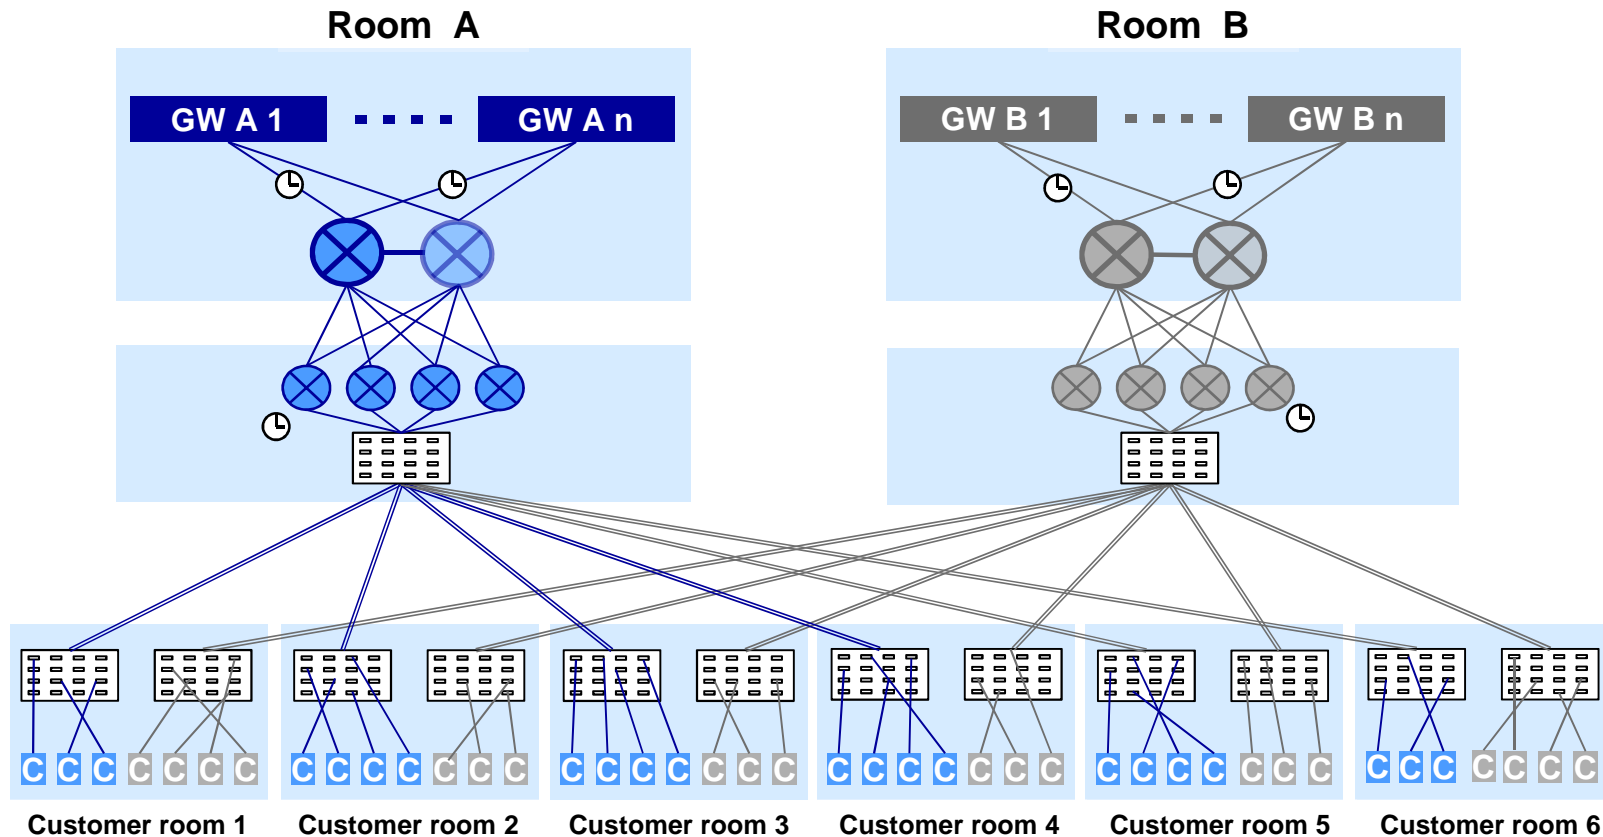 Room A
Room B
GW A 1
GW A n
GW B 1
GW B n
C C C C C C C
C C C C C C C
C C C C C C C
C C C C C C C
C C C C C C C
C C C C C C C
Customer room 1
Customer room 2
Customer room 3
Customer room 4
Customer room 5
Customer room 6